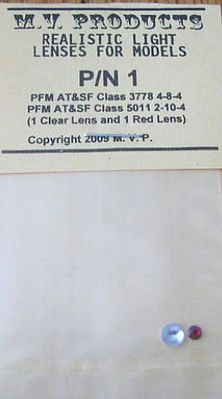 M.V. PRODUCTS
REALISTIC LIGHT
LENSES FOR MODELS
P/N 1
PFM AT&SF Class 3778 4-8-4
PFM AT&SF Class 5011 2-10-4
(1 Clear Lens and 1 Red Lens)
Copyright 2009 M. V. P.